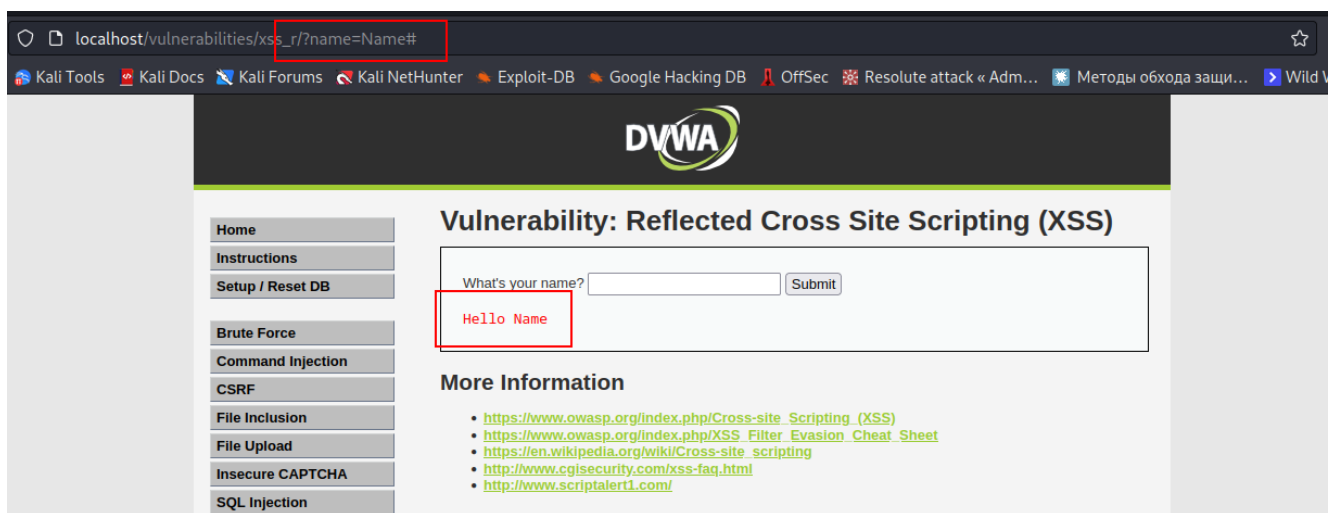 localhost/vulnerabilities/xss_r/?name=Name#
Kali Tools Kali Docs Kali Forums Kali NetHunter Exploit-DB Google Hacking DB OffSec Resolute attack « Adm... Методы обхода защи... Wild
DVWA
Vulnerability: Reflected Cross Site Scripting (XSS)
Home
Instructions
Setup / Reset DB
Brute Force
Command Injection
CSRF
File Inclusion
File Upload
Insecure CAPTCHA
SQL Injection
What's your name? Submit
Hello Name
More Information
https://www.owasp.org/index.php/Cross-site_Scripting_(XSS)
https://www.owasp.org/index.php/XSS_Filter_Evasion_Cheat_Sheet
https://en.wikipedia.org/wiki/Cross-site_scripting
http://www.cgisecurity.com/xss-faq.html
http://www.scriptalert1.com/